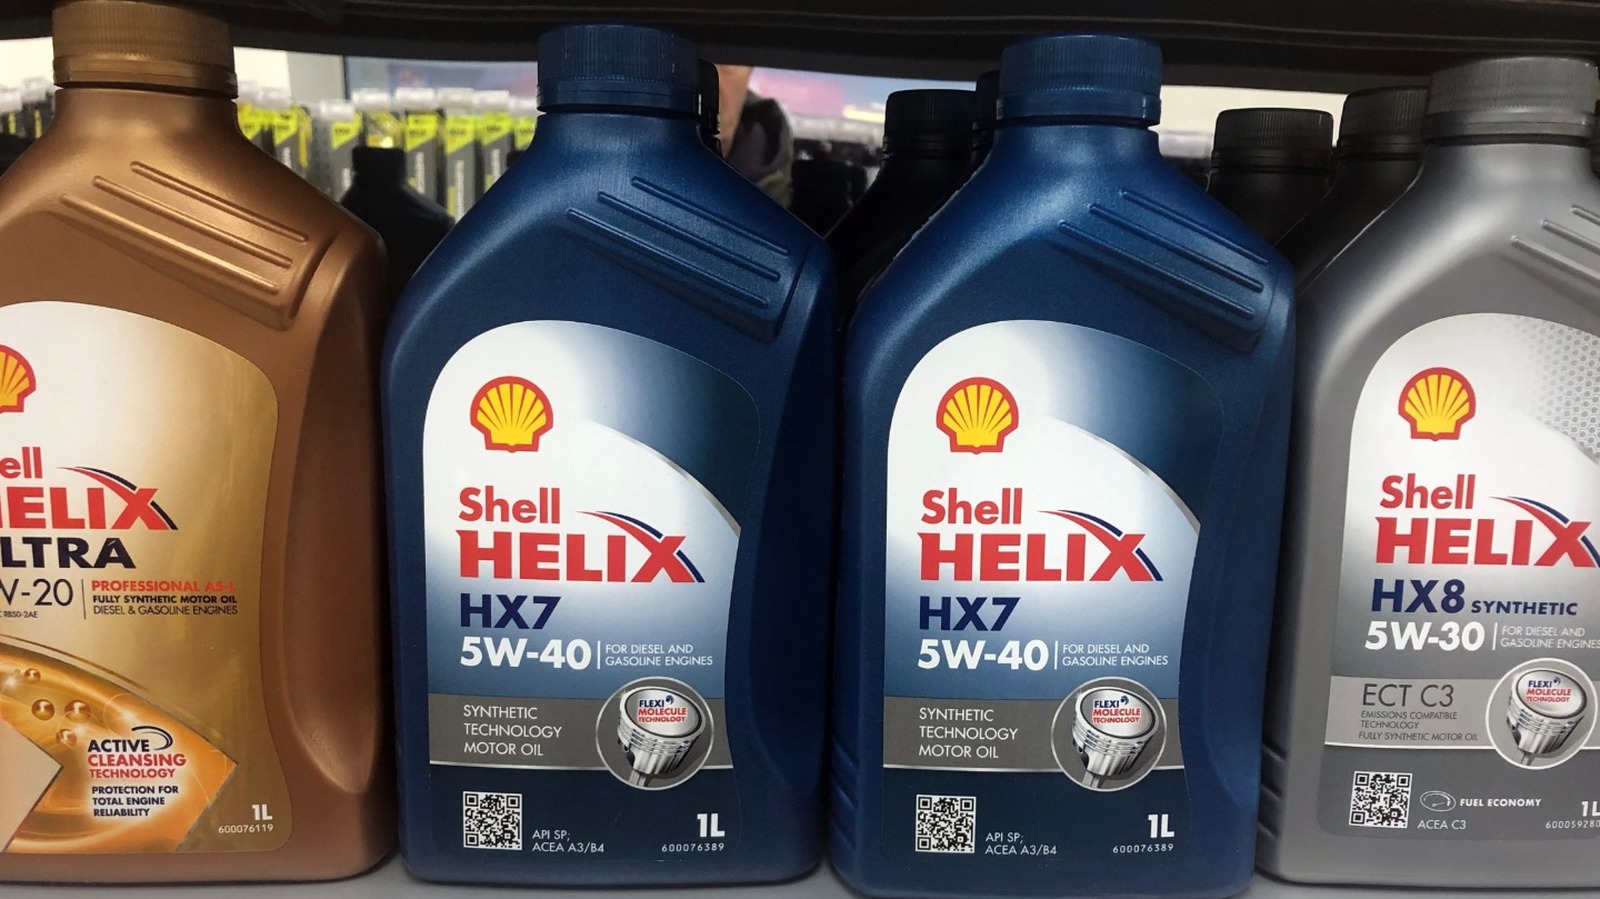 ell
HELIX
LTRA
W-20
PROFESSIONAL AS-L
FULLY SYNTHETIC MOTOR OIL
DIESEL & GASOLINE ENGINES
RBS0-2AE
ACTIVE
CLEANSING
TECHNOLOGY
PROTECTION FOR
TOTAL ENGINE
RELIABILITY
1L
600076119
Shell
HELIX
HX7
5W-40
FOR DIESEL AND
GASOLINE ENGINES
SYNTHETIC
TECHNOLOGY
MOTOR OIL
FLEXI
MOLECULE
TECHNOLOGY
API SP;
ACEA A3/B4
1L
600076389
Shell
HELIX
HX7
5W-40
FOR DIESEL AND
GASOLINE ENGINES
SYNTHETIC
TECHNOLOGY
MOTOR OIL
FLEXI
MOLECULE
TECHNOLOGY
API SP;
ACEA A3/B4
1L
600076389
Shell
HELIX
HX8 SYNTHETIC
5W-30
FOR DIESEL AND
GASOLINE ENGINES
ECT C3
EMISSIONS COMPATIBLE
TECHNOLOGY
FULLY SYNTHETIC MOTOR OIL
FLEXI
MOLECULE
TECHNOLOGY
FUEL ECONOMY
ACEA C3
1L
60005928